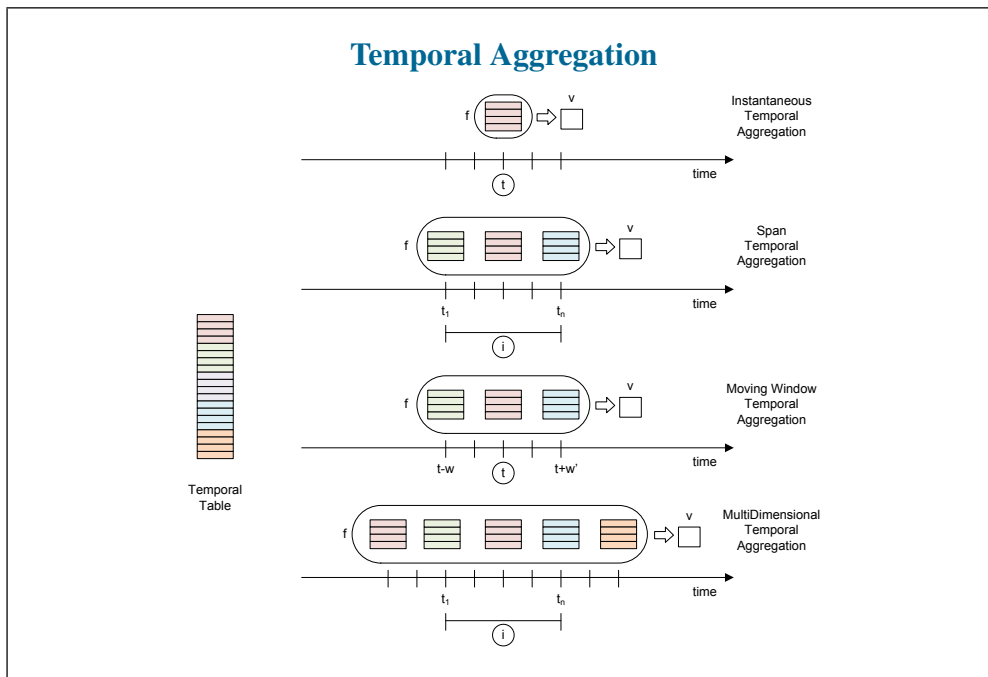 Temporal Aggregation
v
f
Instantaneous
Temporal
Aggregation
time
t
v
f
Span
Temporal
Aggregation
time
t1
tn
i
v
f
Moving Window
Temporal
Aggregation
time
t-w
t
t+w'
Temporal
Table
v
f
MultiDimensional
Temporal
Aggregation
time
t1
tn
i